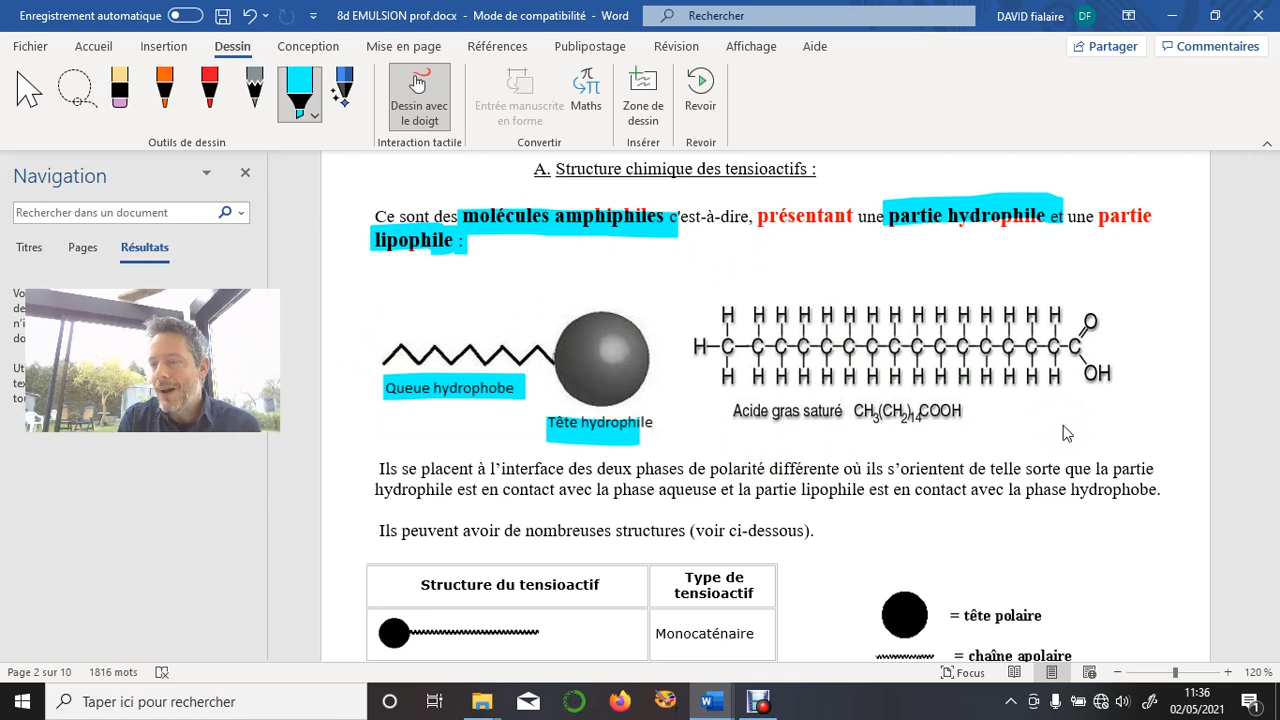 Enregistrement automatique
8d EMULSION prof.docx - Mode de compatibilité - Word
Rechercher
DAVID fialaire
DF
Fichier Accueil Insertion Dessin Conception Mise en page Références Publipostage Révision Affichage Aide
Partager
Commentaires
Dessin avec
le doigt
Entrée manuscrite
en forme
Maths
Zone de
dessin
Revoir
Outils de dessin
Interaction tactile
Convertir
Insérer
Revoir
Navigation
Rechercher dans un document
Titres Pages Résultats
A. Structure chimique des tensioactifs :
Ce sont des molécules amphiphiles c'est-à-dire, présentant une partie hydrophile et une partie
lipophile :
H H H H H H H H H H H H H H H
H C C C C C C C C C C C C C C C C O
H H H H H H H H H H H H H H H OH
Queue hydrophobe
Tête hydrophile
Acide gras saturé CH3(CH2)14COOH
Ils se placent à l’interface des deux phases de polarité différente où ils s’orientent de telle sorte que la partie
hydrophile est en contact avec la phase aqueuse et la partie lipophile est en contact avec la phase hydrophobe.
Ils peuvent avoir de nombreuses structures (voir ci-dessous).
Structure du tensioactif
Type de
tensioactif
Monocaténaire
= tête polaire
= chaîne apolaire
Page 2 sur 10
1816 mots
Focus
120 %
Taper ici pour rechercher
11:36
02/05/2021
1